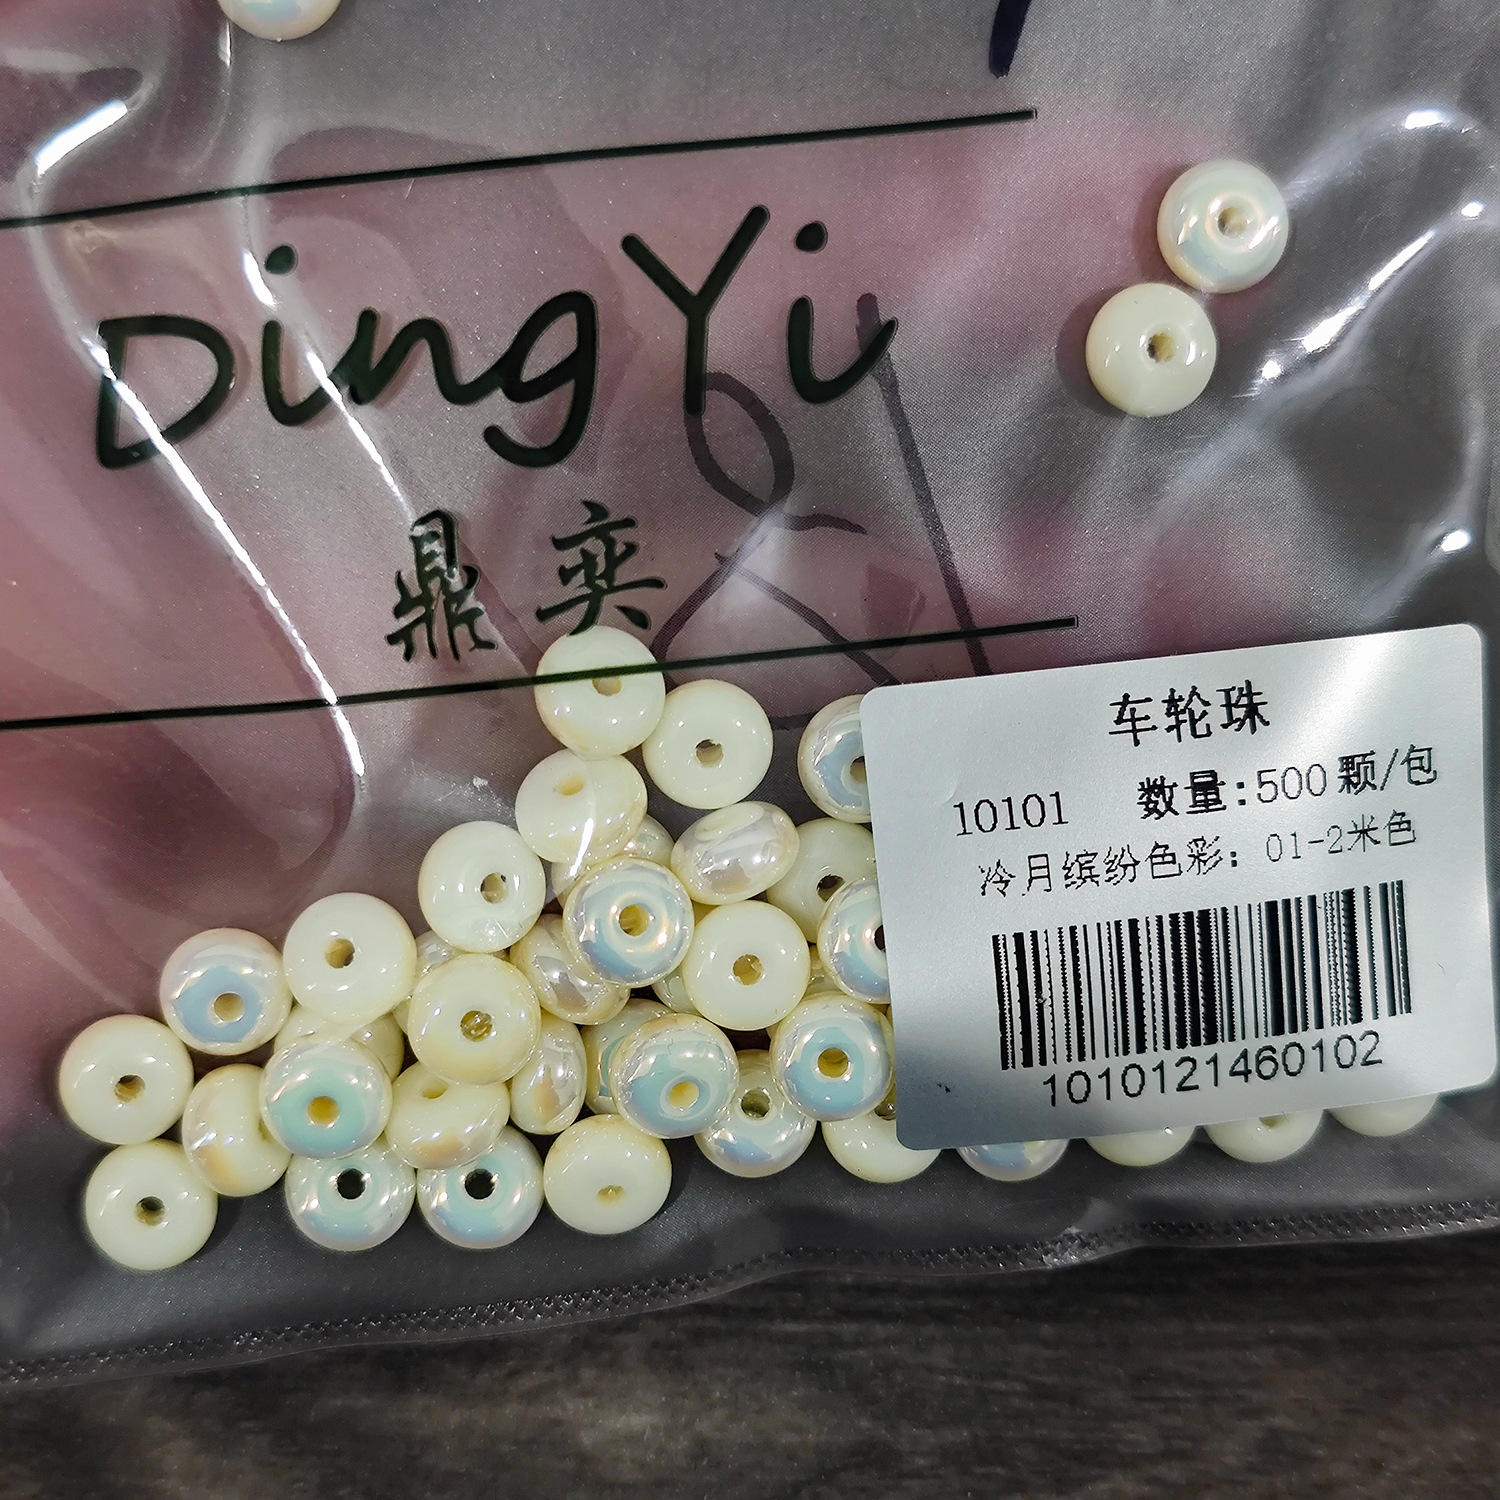 DingYi
鼎奕
车轮珠
10101 数量:500颗/包
冷月缤纷色彩：01-2米色
1010121460102